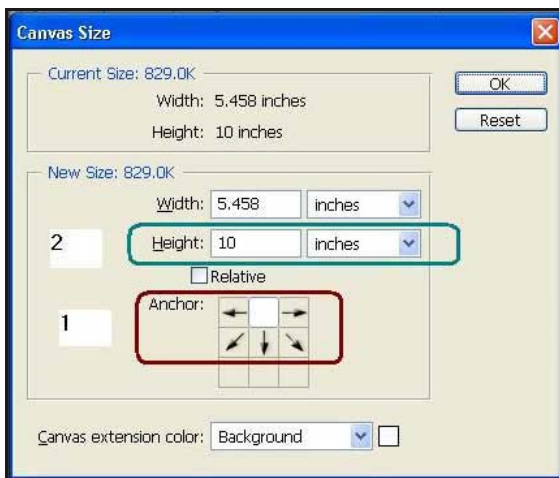 Canvas Size
Current Size: 829.0K
OK
Width: 5.458 inches
Reset
Height: 10 inches
New Size: 829.0K
Width: 5.458 inches
2
Height: 10 inches
Relative
Anchor:
1
Canvas extension color: Background